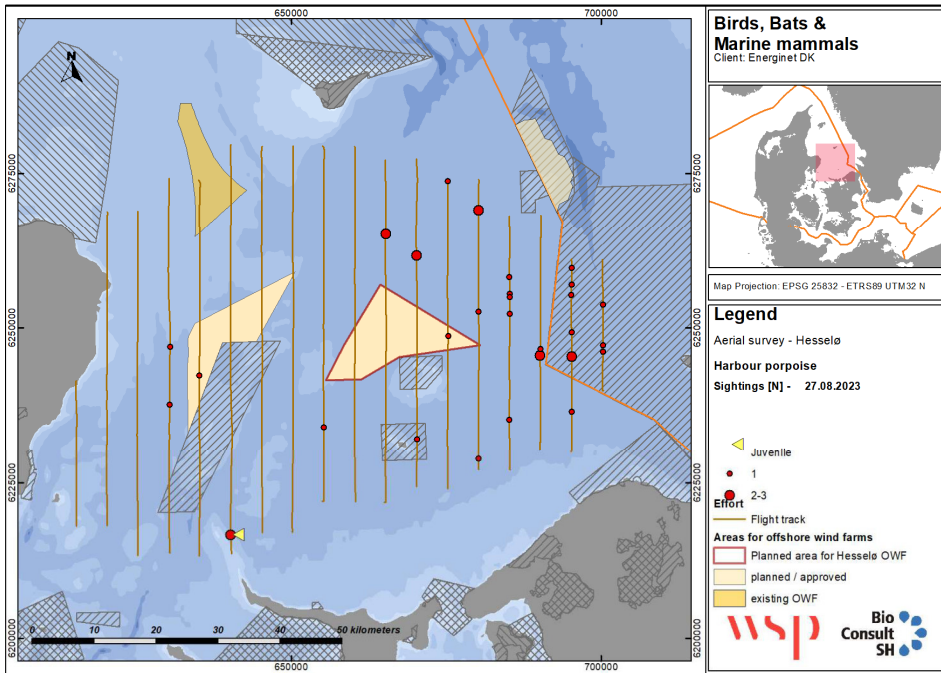 650000
700000
N
6275000
6275000
6250000
6250000
6225000
6225000
6200000
6200000
0
10
20
30
40
50 kilometers
650000
700000
Birds, Bats &
Marine mammals
Client: Energinet DK
Map Projection: EPSG 25832 - ETRS89 UTM32 N
Legend
Aerial survey - Hesselø
Harbour porpoise
Sightings [N] - 27.08.2023
Juvenile
1
2-3
Effort
Flight track
Areas for offshore wind farms
Planned area for Hesselø OWF
planned / approved
existing OWF
wsp
Bio
Consult
SH